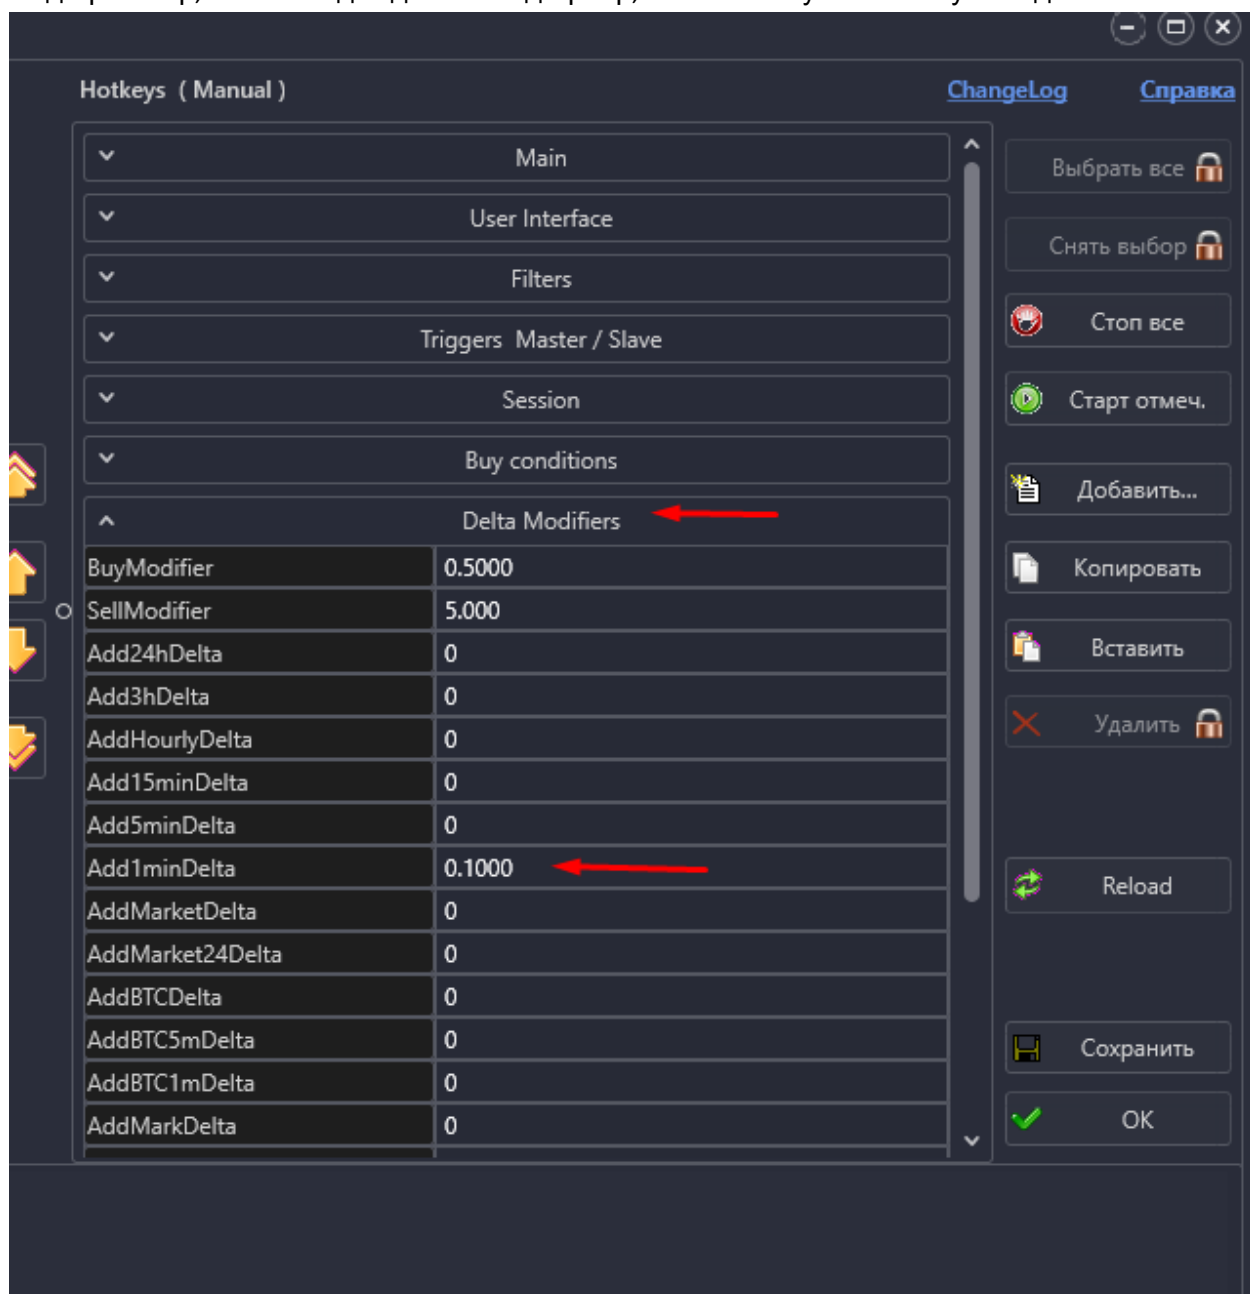 Hotkeys ( Manual )
ChangeLog
Справка
Main
User Interface
Filters
Triggers Master / Slave
Session
Buy conditions
Delta Modifiers
BuyModifier 0.5000
SellModifier 5.000
Add24hDelta 0
Add3hDelta 0
AddHourlyDelta 0
Add15minDelta 0
Add5minDelta 0
Add1minDelta 0.1000
AddMarketDelta 0
AddMarket24Delta 0
AddBTCDelta 0
AddBTC5mDelta 0
AddBTC1mDelta 0
AddMarkDelta 0
Выбрать все
Снять выбор
Стоп все
Старт отмеч.
Добавить...
Копировать
Вставить
Удалить
Reload
Сохранить
OK